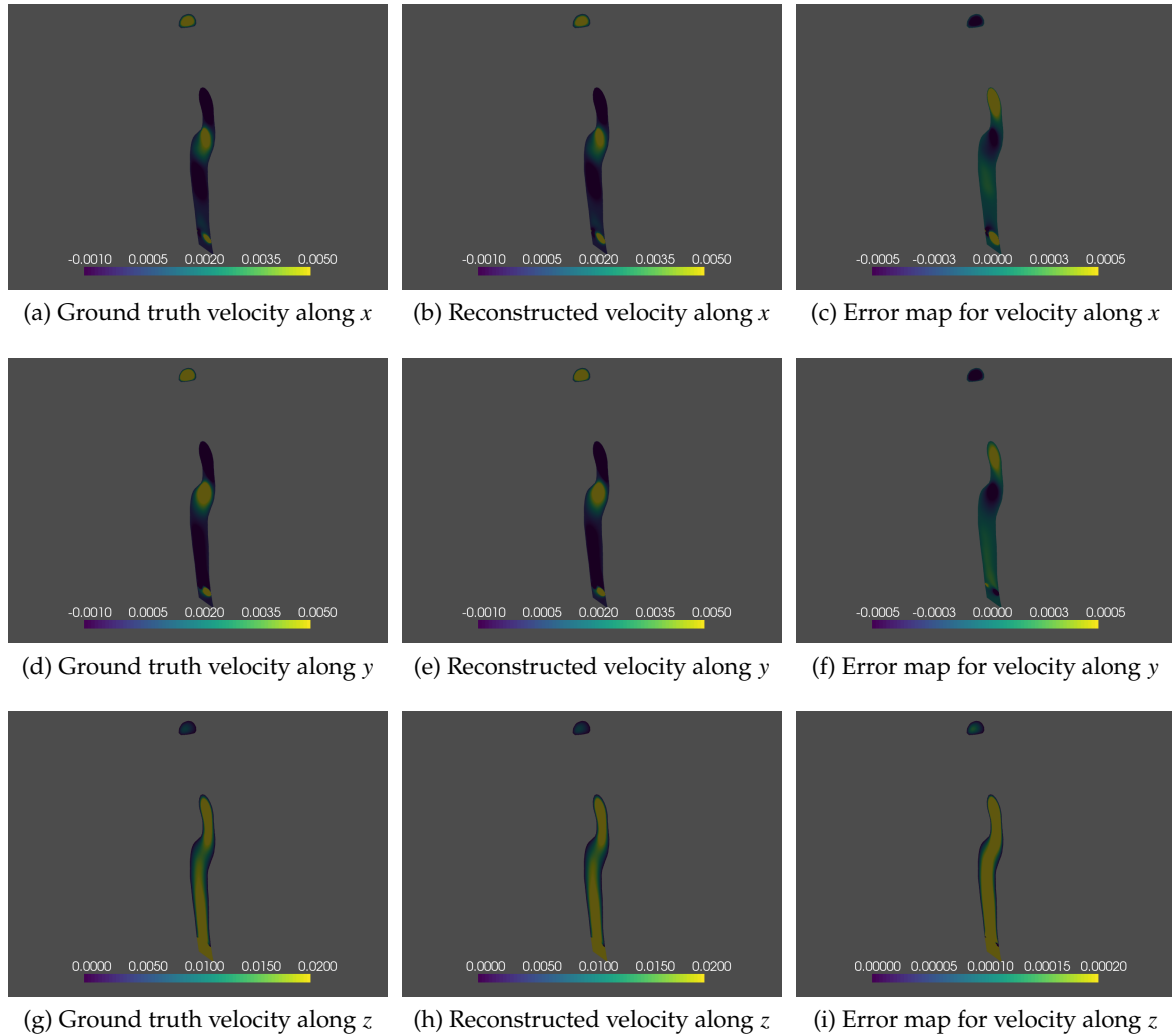 -0.0010 0.0005 0.0020 0.0035 0.0050
-0.0010 0.0005 0.0020 0.0035 0.0050
-0.0005 -0.0003 0.0000 0.0003 0.0005
(a) Ground truth velocity along x
(b) Reconstructed velocity along x
(c) Error map for velocity along x
-0.0010 0.0005 0.0020 0.0035 0.0050
-0.0010 0.0005 0.0020 0.0035 0.0050
-0.0005 -0.0003 0.0000 0.0003 0.0005
(d) Ground truth velocity along y
(e) Reconstructed velocity along y
(f) Error map for velocity along y
0.0000 0.0050 0.0100 0.0150 0.0200
0.0000 0.0050 0.0100 0.0150 0.0200
0.00000 0.00005 0.00010 0.00015 0.00020
(g) Ground truth velocity along z
(h) Reconstructed velocity along z
(i) Error map for velocity along z